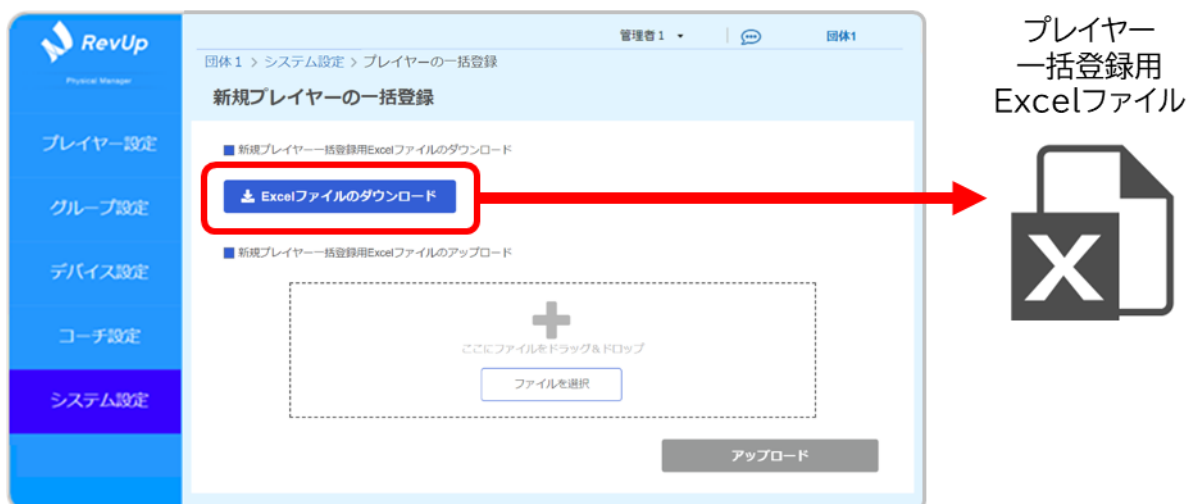 RevUp
Physical Manager
プレイヤー設定
グループ設定
デバイス設定
コーチ設定
システム設定
管理者1
団体1
団体1 > システム設定 > プレイヤーの一括登録
新規プレイヤーの一括登録
新規プレイヤー一括登録用Excelファイルのダウンロード
Excelファイルのダウンロード
新規プレイヤー一括登録用Excelファイルのアップロード
ここにファイルをドラッグ&ドロップ
ファイルを選択
アップロード
プレイヤー
一括登録用
Excelファイル
X